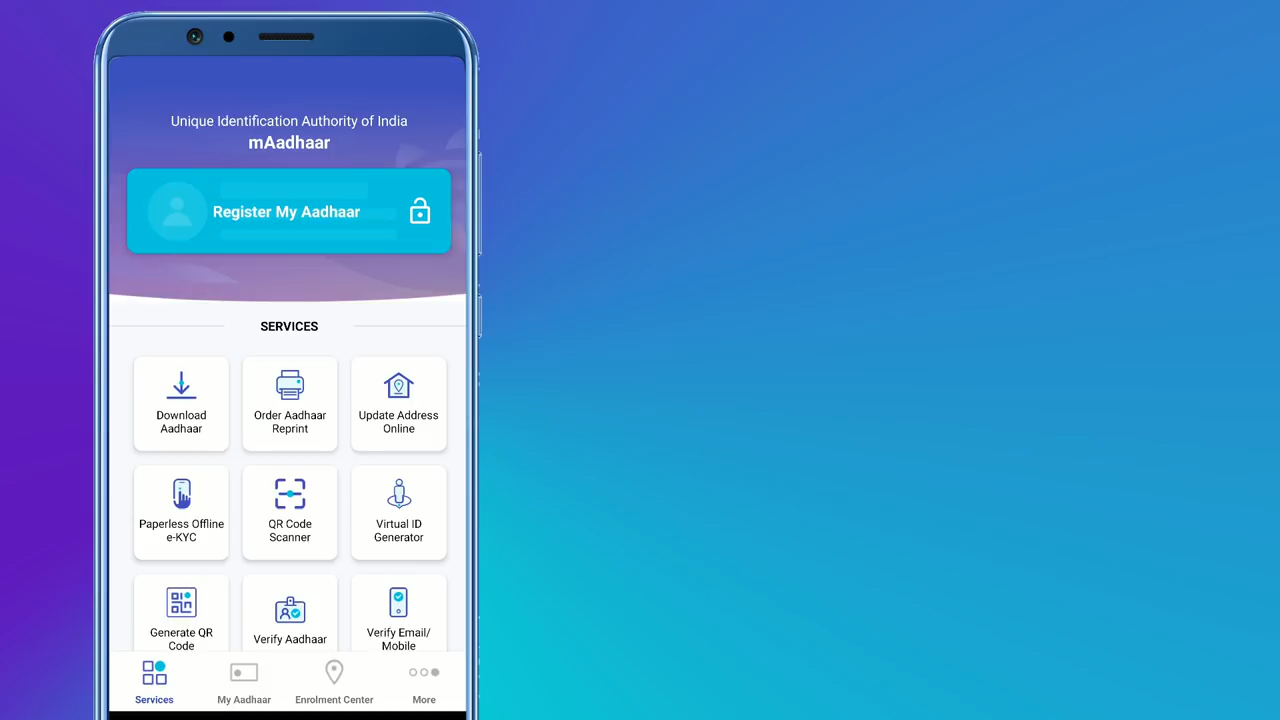 Unique Identification Authority of India
mAadhaar
Register My Aadhaar
SERVICES
Download
Aadhaar
Order Aadhaar
Reprint
Update Address
Online
Paperless Offline
e-KYC
QR Code
Scanner
Virtual ID
Generator
Generate QR
Code
Verify Aadhaar
Verify Email/
Mobile
Services
My Aadhaar
Enrolment Center
More